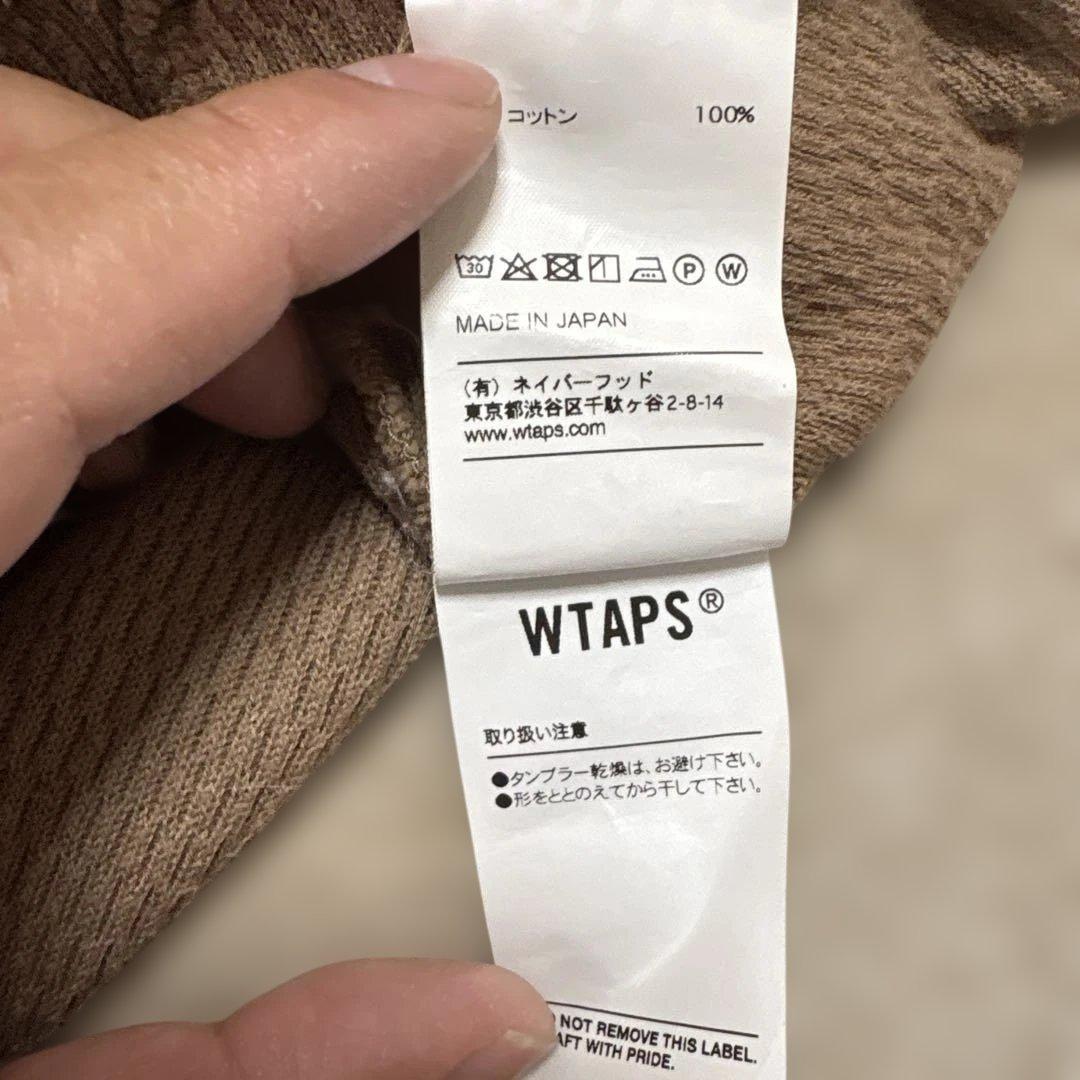 コットン 100%
30 P W
MADE IN JAPAN
(有) ネイバーフッド
東京都渋谷区千駄ヶ谷2-8-14
www.wtaps.com
WTAPS®
取り扱い注意
●タンブラー乾燥は、お避け下さい。
●形をととのえてから干して下さい。
NOT REMOVE THIS LABEL.
WITH PRIDE.